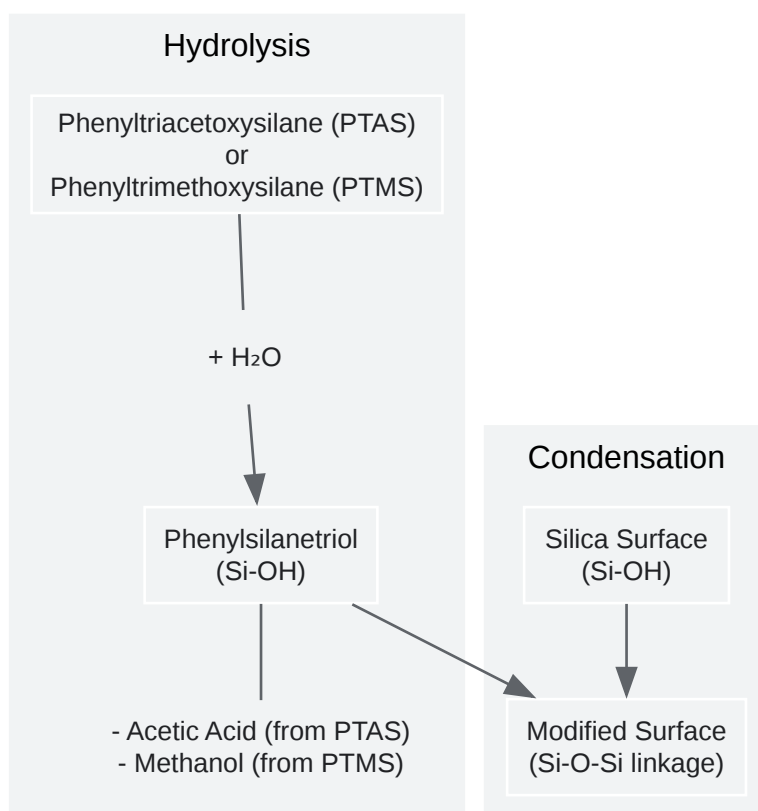 Hydrolysis
Phenyltriacetoxysilane (PTAS)
or
Phenyltrimethoxysilane (PTMS)
+ H₂O
Condensation
Phenylsilanetriol
(Si-OH)
Silica Surface
(Si-OH)
- Acetic Acid (from PTAS)
- Methanol (from PTMS)
Modified Surface
(Si-O-Si linkage)